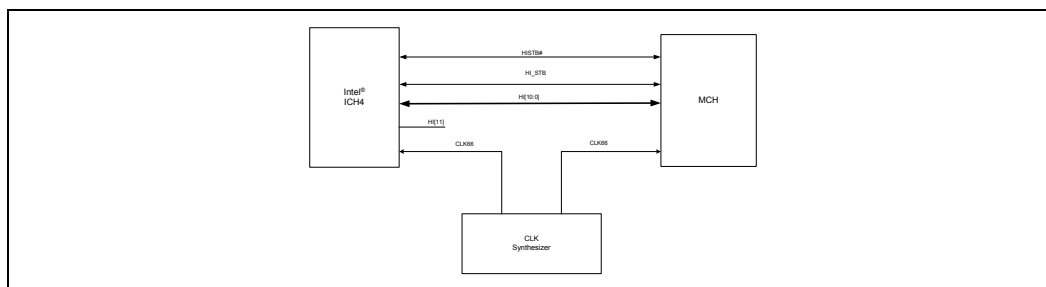 HISTB#
HI_STB
Intel®
ICH4
HI[10:0]
MCH
HI[11]
CLK66
CLK66
CLK
Synthesizer